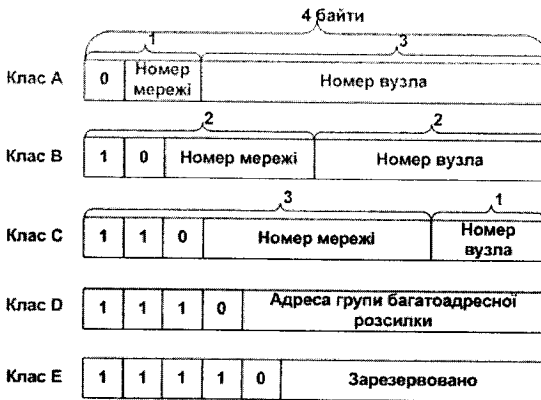 4 байти
1 3
Клас A 0 Номер мережі Номер вузла
2 2
Клас B 1 0 Номер мережі Номер вузла
3 1
Клас C 1 1 0 Номер мережі Номер вузла
Клас D 1 1 1 0 Адреса групи багатоадресної
розсилки
Клас E 1 1 1 1 0 Зарезервовано